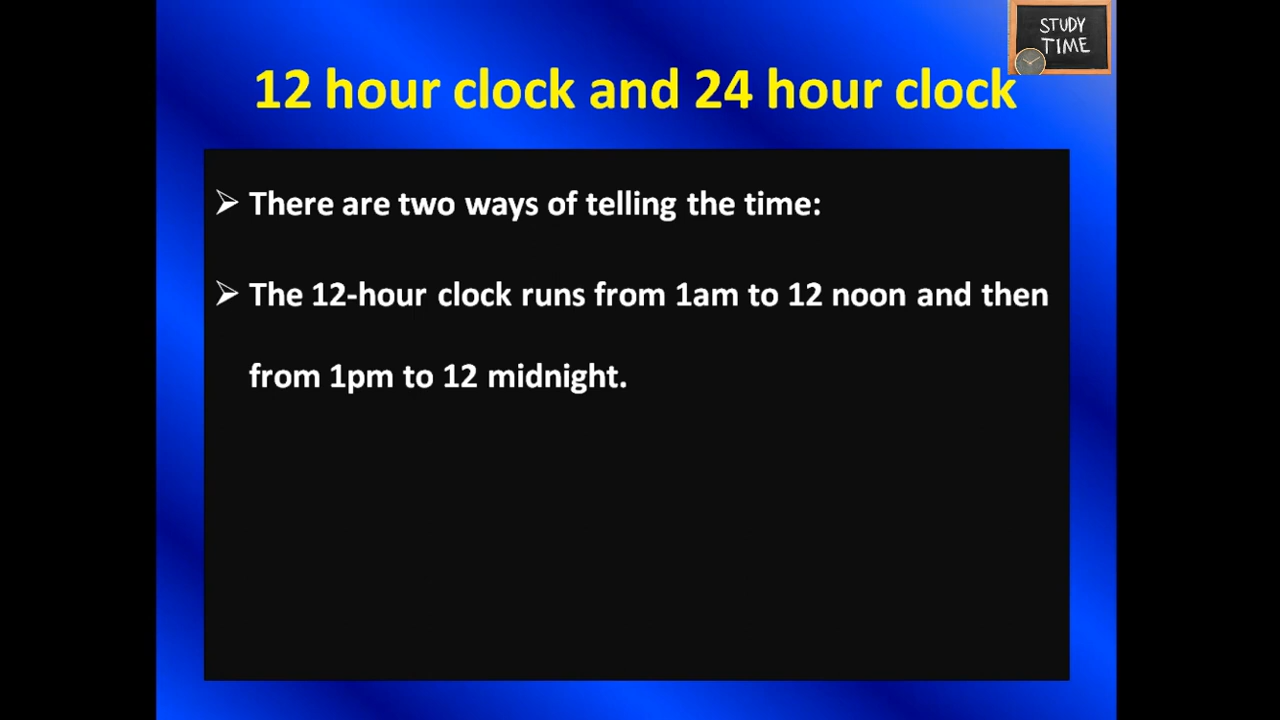 STUDY
TIME
12 hour clock and 24 hour clock
There are two ways of telling the time:
The 12-hour clock runs from 1am to 12 noon and then
from 1pm to 12 midnight.